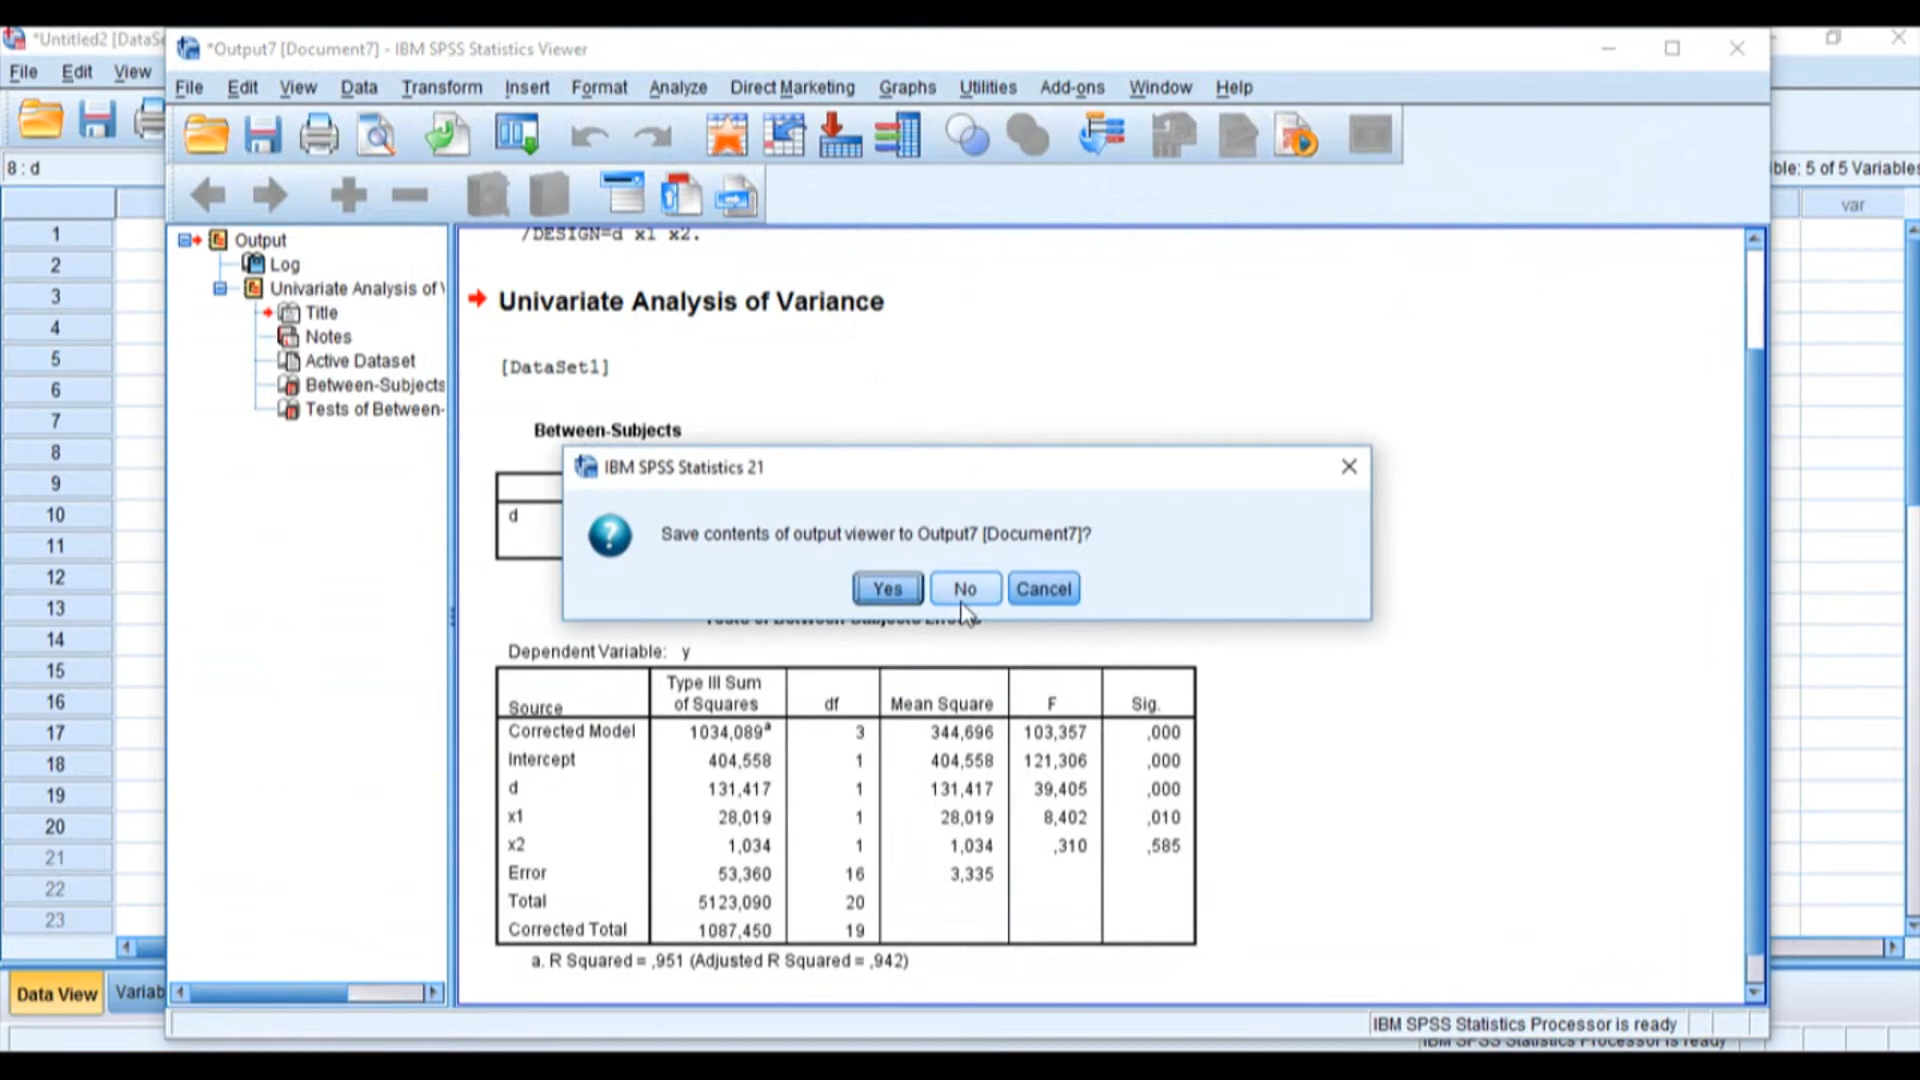 *Untitled2 [DataSe
*Output7 [Document7] - IBM SPSS Statistics Viewer
File Edit View
File Edit View Data Transform Insert Format Analyze Direct Marketing Graphs Utilities Add-ons Window Help
8 : d
ble: 5 of 5 Variables
var
1
2
3
4
5
6
7
8
9
10
11
12
13
14
15
16
17
18
19
20
21
22
23
Output
Log
Univariate Analysis of V
Title
Notes
Active Dataset
Between-Subjects
Tests of Between-
/DESIGN=d x1 x2.
Univariate Analysis of Variance
[DataSet1]
Between-Subjects
d
IBM SPSS Statistics 21
Save contents of output viewer to Output7 [Document7]?
Yes No Cancel
Dependent Variable: y
Source Type III Sum of Squares df Mean Square F Sig.
Corrected Model 1034,089a 3 344,696 103,357 ,000
Intercept 404,558 1 404,558 121,306 ,000
d 131,417 1 131,417 39,405 ,000
x1 28,019 1 28,019 8,402 ,010
x2 1,034 1 1,034 ,310 ,585
Error 53,360 16 3,335
Total 5123,090 20
Corrected Total 1087,450 19
a. R Squared = ,951 (Adjusted R Squared = ,942)
Data View Variab
IBM SPSS Statistics Processor is ready
IBM SPSS Statistics Processor is ready